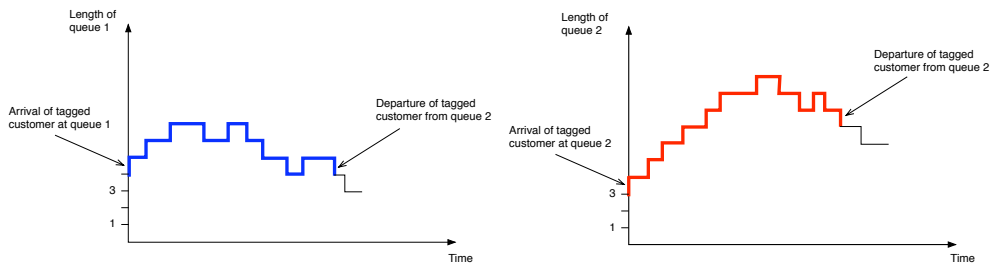 Length of
queue 1
Arrival of tagged
customer at queue 1
Departure of tagged
customer from queue 2
3
1
Time
Length of
queue 2
Departure of tagged
customer from queue 2
Arrival of tagged
customer at queue 2
3
1
Time